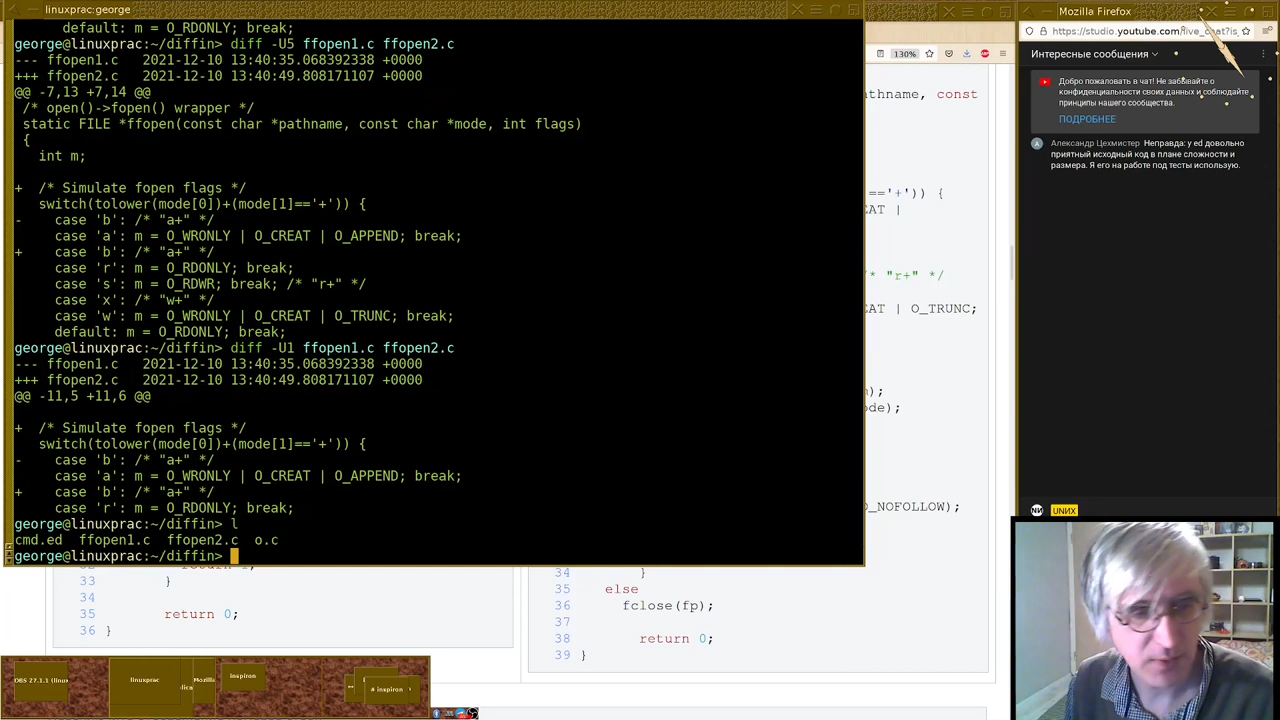 linuxprac:george
default: m = O_RDONLY; break;
george@linuxprac:~/diffin> diff -U5 ffopen1.c ffopen2.c
--- ffopen1.c   2021-12-10 13:40:35.068392338 +0000
+++ ffopen2.c   2021-12-10 13:40:49.808171107 +0000
@@ -7,13 +7,14 @@
/* open()->fopen() wrapper */
static FILE *ffopen(const char *pathname, const char *mode, int flags)
{
int m;
+  /* Simulate fopen flags */
switch(tolower(mode[0])+(mode[1]=='+')) {
-    case 'b': /* "a+" */
case 'a': m = O_WRONLY | O_CREAT | O_APPEND; break;
+    case 'b': /* "a+" */
case 'r': m = O_RDONLY; break;
case 's': m = O_RDWR; break; /* "r+" */
case 'x': /* "w+" */
case 'w': m = O_WRONLY | O_CREAT | O_TRUNC; break;
default: m = O_RDONLY; break;
george@linuxprac:~/diffin> diff -U1 ffopen1.c ffopen2.c
--- ffopen1.c   2021-12-10 13:40:35.068392338 +0000
+++ ffopen2.c   2021-12-10 13:40:49.808171107 +0000
@@ -11,5 +11,6 @@
+  /* Simulate fopen flags */
switch(tolower(mode[0])+(mode[1]=='+')) {
-    case 'b': /* "a+" */
case 'a': m = O_WRONLY | O_CREAT | O_APPEND; break;
+    case 'b': /* "a+" */
case 'r': m = O_RDONLY; break;
george@linuxprac:~/diffin> l
cmd.ed  ffopen1.c  ffopen2.c  o.c
george@linuxprac:~/diffin>
130%
const
=='+')) {
/* "r+" */
| O_TRUNC;
_NOFOLLOW);
33 }
34
35 return 0;
36 }
34 }
35 else
36 fclose(fp);
37
38 return 0;
39 }
Mozilla Firefox
https://studio.youtube.com/live_chat?is_
Интересные сообщения
Добро пожаловать в чат! Не забывайте о
конфиденциальности своих данных и соблюдайте
принципы нашего сообщества.
ПОДРОБНЕЕ
Александр Цехмистер Неправда: у ed довольно
приятный исходный код в плане сложности и
размера. Я его на работе под тесты использую.
UNИX
OBS 27.1.1 (linux
linuxprac
inspiron
# inspiron